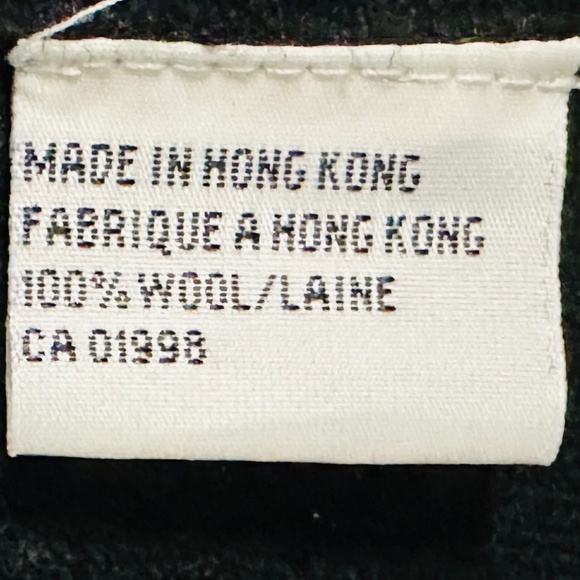 MADE IN HONG KONG
FABRIQUE A HONG KONG
100% WOOL/LAINE
CA 01998